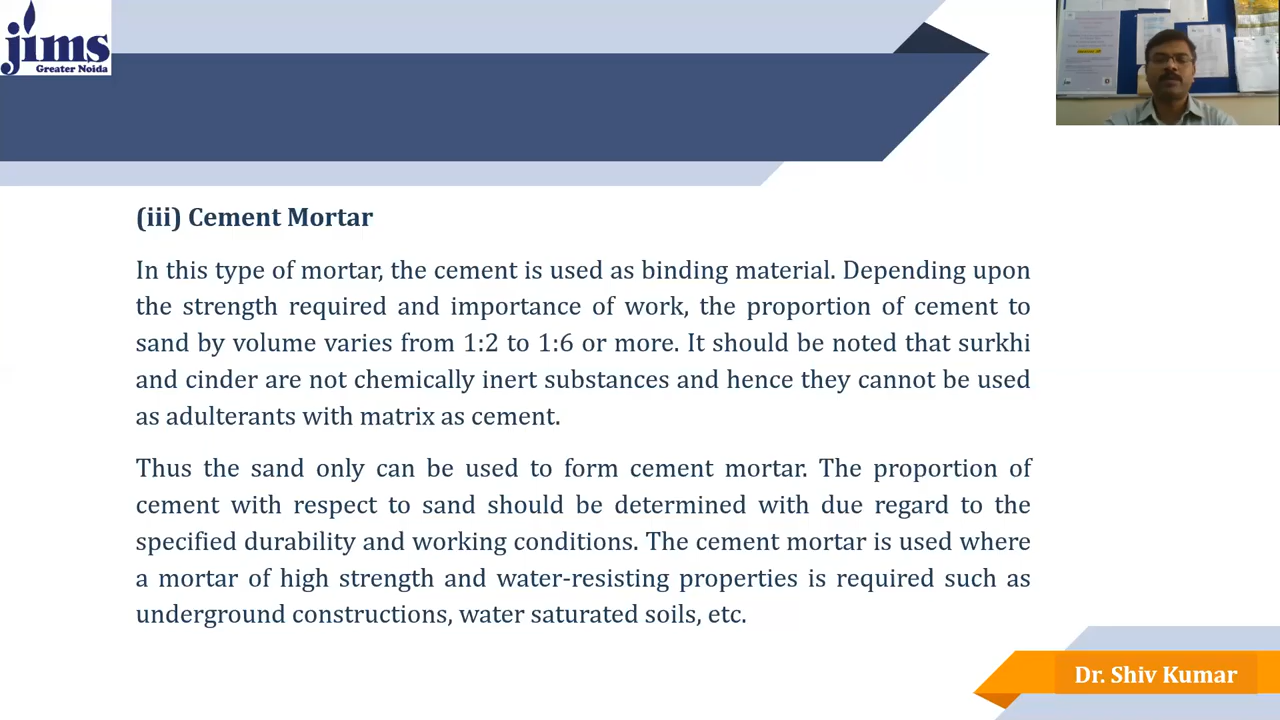 jims
Greater Noida
(iii) Cement Mortar
In this type of mortar, the cement is used as binding material. Depending upon
the strength required and importance of work, the proportion of cement to
sand by volume varies from 1:2 to 1:6 or more. It should be noted that surkhi
and cinder are not chemically inert substances and hence they cannot be used
as adulterants with matrix as cement.
Thus the sand only can be used to form cement mortar. The proportion of
cement with respect to sand should be determined with due regard to the
specified durability and working conditions. The cement mortar is used where
a mortar of high strength and water-resisting properties is required such as
underground constructions, water saturated soils, etc.
Dr. Shiv Kumar